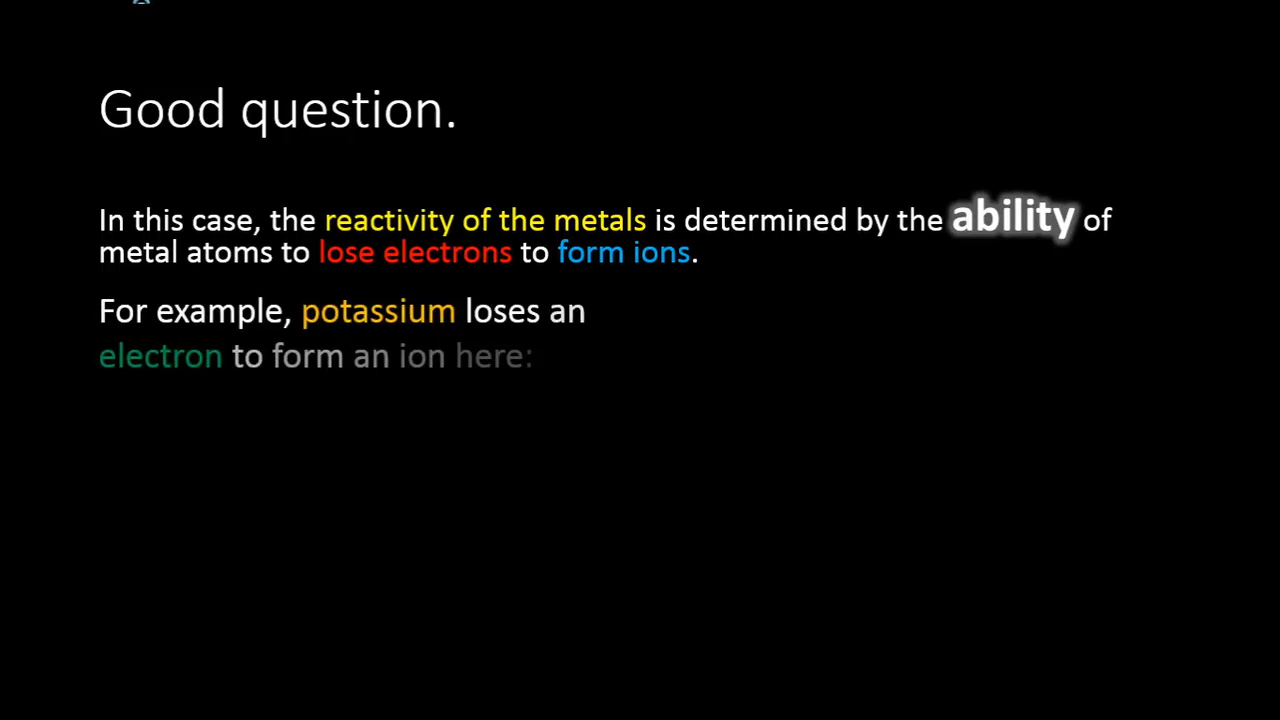 Good question.
In this case, the reactivity of the metals is determined by the ability of
metal atoms to lose electrons to form ions.
For example, potassium loses an
electron to form an ion here: